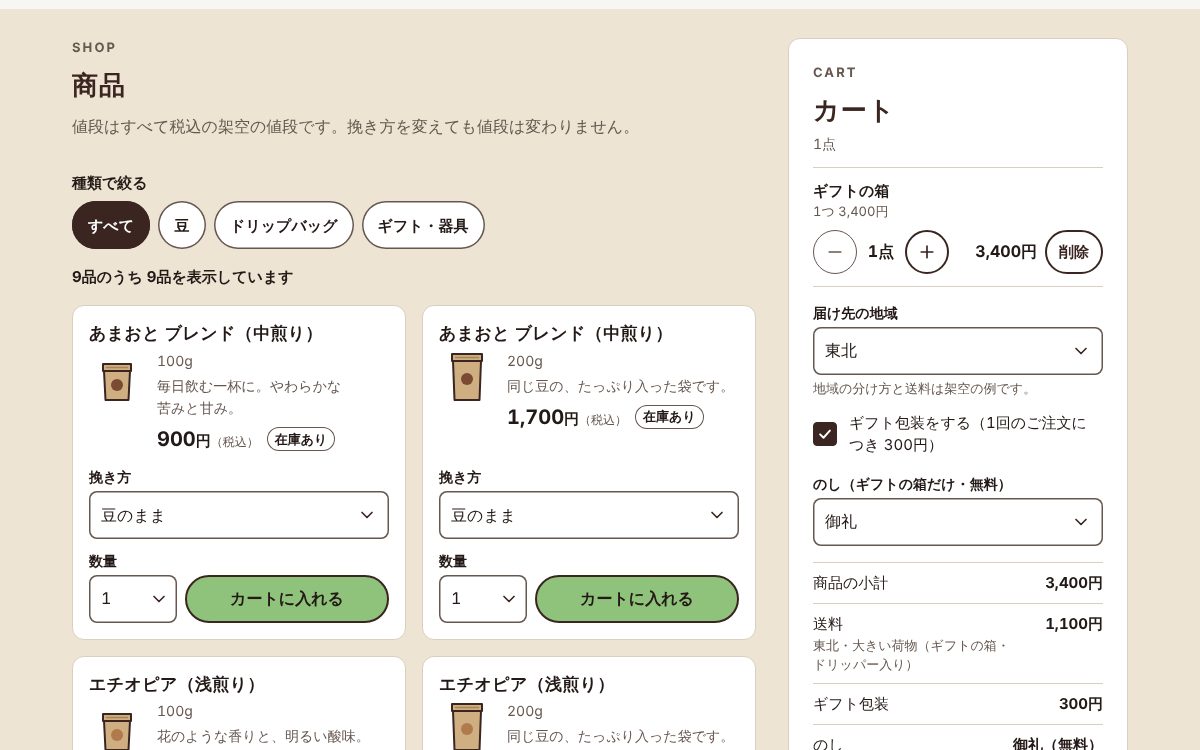 SHOP
商品
値段はすべて税込の架空の値段です。挽き方を変えても値段は変わりません。
種類で絞る
すべて
豆
ドリップバッグ
ギフト・器具
9品のうち 9品を表示しています
あまおと ブレンド（中煎り）
100g
毎日飲む一杯に。やわらかな
苦みと甘み。
900円（税込）
在庫あり
挽き方
豆のまま
数量
1
カートに入れる
あまおと ブレンド（中煎り）
200g
同じ豆の、たっぷり入った袋です。
1,700円（税込）
在庫あり
挽き方
豆のまま
数量
1
カートに入れる
エチオピア（浅煎り）
100g
花のような香りと、明るい酸味。
エチオピア（浅煎り）
200g
同じ豆の、たっぷり入った袋です。
CART
カート
1点
ギフトの箱
1つ 3,400円
1点
3,400円
削除
届け先の地域
東北
地域の分け方と送料は架空の例です。
ギフト包装をする（1回のご注文に
つき 300円）
のし（ギフトの箱だけ・無料）
御礼
商品の小計 3,400円
送料 1,100円
東北・大きい荷物（ギフトの箱・
ドリッパー入り）
ギフト包装 300円
のし 御礼（無料）